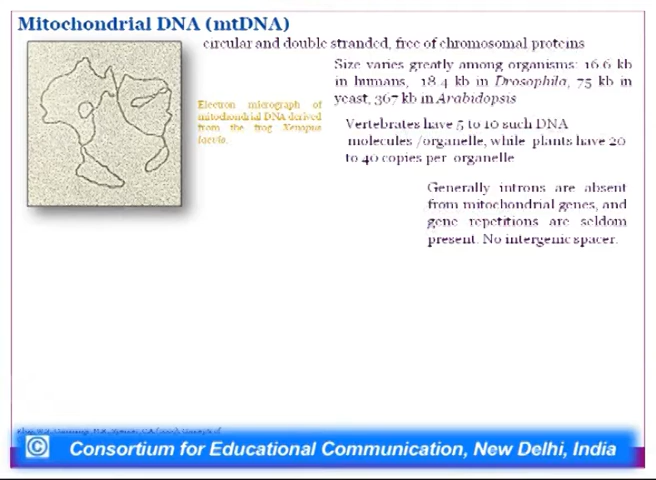 Mitochondrial DNA (mtDNA)
circular and double stranded, free of chromosomal proteins
Size varies greatly among organisms: 16.6 kb
in humans, 18.4 kb in Drosophila, 75 kb in
yeast, 367 kb in Arabidopsis
Electron micrograph of
mitochondrial DNA derived
from the frog Xenopus
laevis.
Vertebrates have 5 to 10 such DNA
molecules /organelle, while plants have 20
to 40 copies per organelle
Generally introns are absent
from mitochondrial genes, and
gene repetitions are seldom
present. No intergenic spacer.
© Consortium for Educational Communication, New Delhi, India